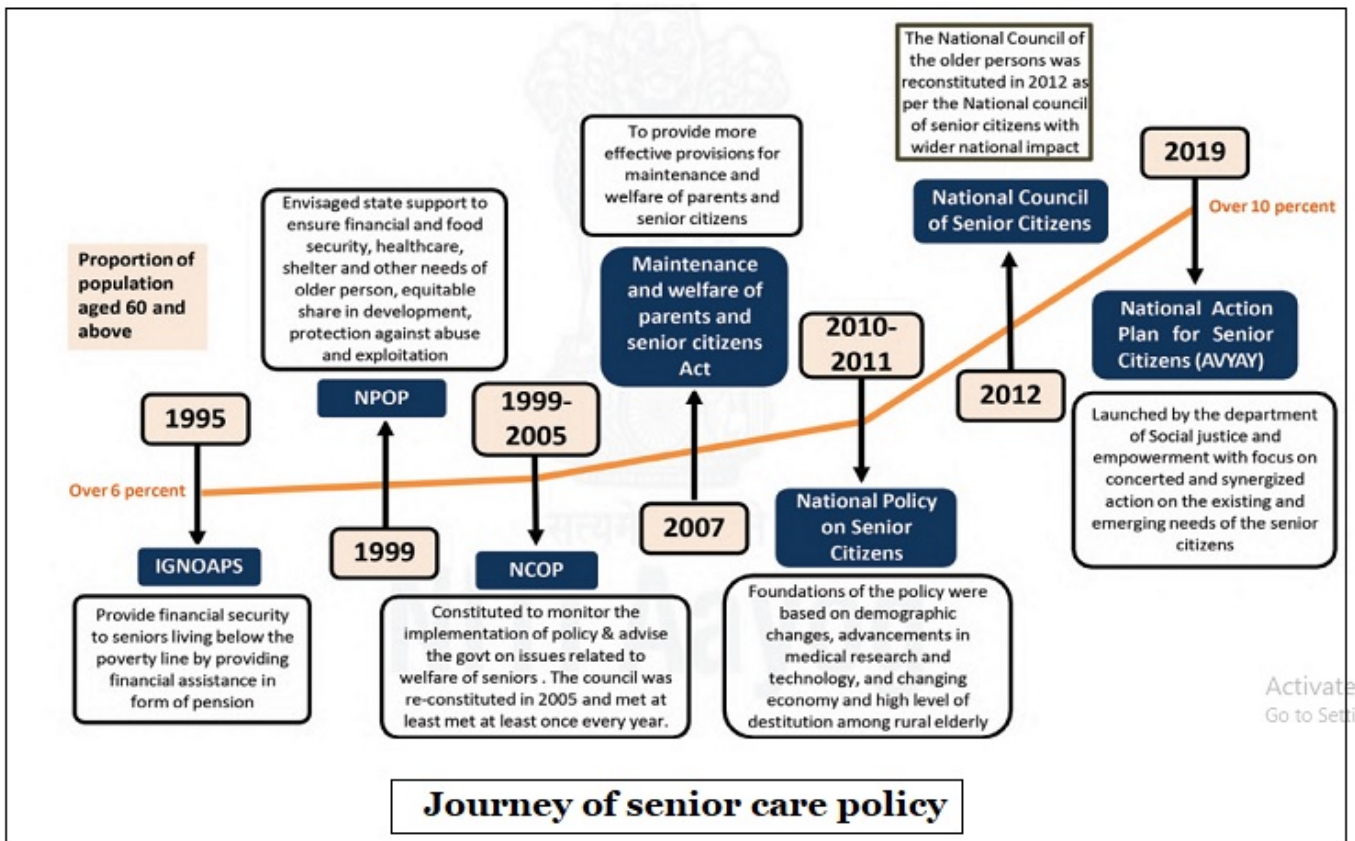 The National Council of
the older persons was
reconstituted in 2012 as
per the National council
of senior citizens with
wider national impact
To provide more
effective provisions for
maintenance and
welfare of parents and
senior citizens
2019
Envisaged state support to
ensure financial and food
security, healthcare,
shelter and other needs of
older person, equitable
share in development,
protection against abuse
and exploitation
National Council
of Senior Citizens
Over 10 percent
Proportion of
population
aged 60 and
above
Maintenance
and welfare of
parents and
senior citizens
Act
National Action
Plan for Senior
Citizens (AVYAY)
2010-
2011
NPOP
1999-
2005
2012
1995
Launched by the department
of Social justice and
empowerment with focus on
concerted and synergized
action on the existing and
emerging needs of the senior
citizens
Over 6 percent
National Policy
on Senior
Citizens
2007
1999
IGNOAPS
NCOP
Provide financial security
to seniors living below the
poverty line by providing
financial assistance in
form of pension
Constituted to monitor the
implementation of policy & advise
the govt on issues related to
welfare of seniors . The council was
re-constituted in 2005 and met at
least met at least once every year.
Foundations of the policy were
based on demographic
changes, advancements in
medical research and
technology, and changing
economy and high level of
destitution among rural elderly
Activate
Go to Setti
Journey of senior care policy